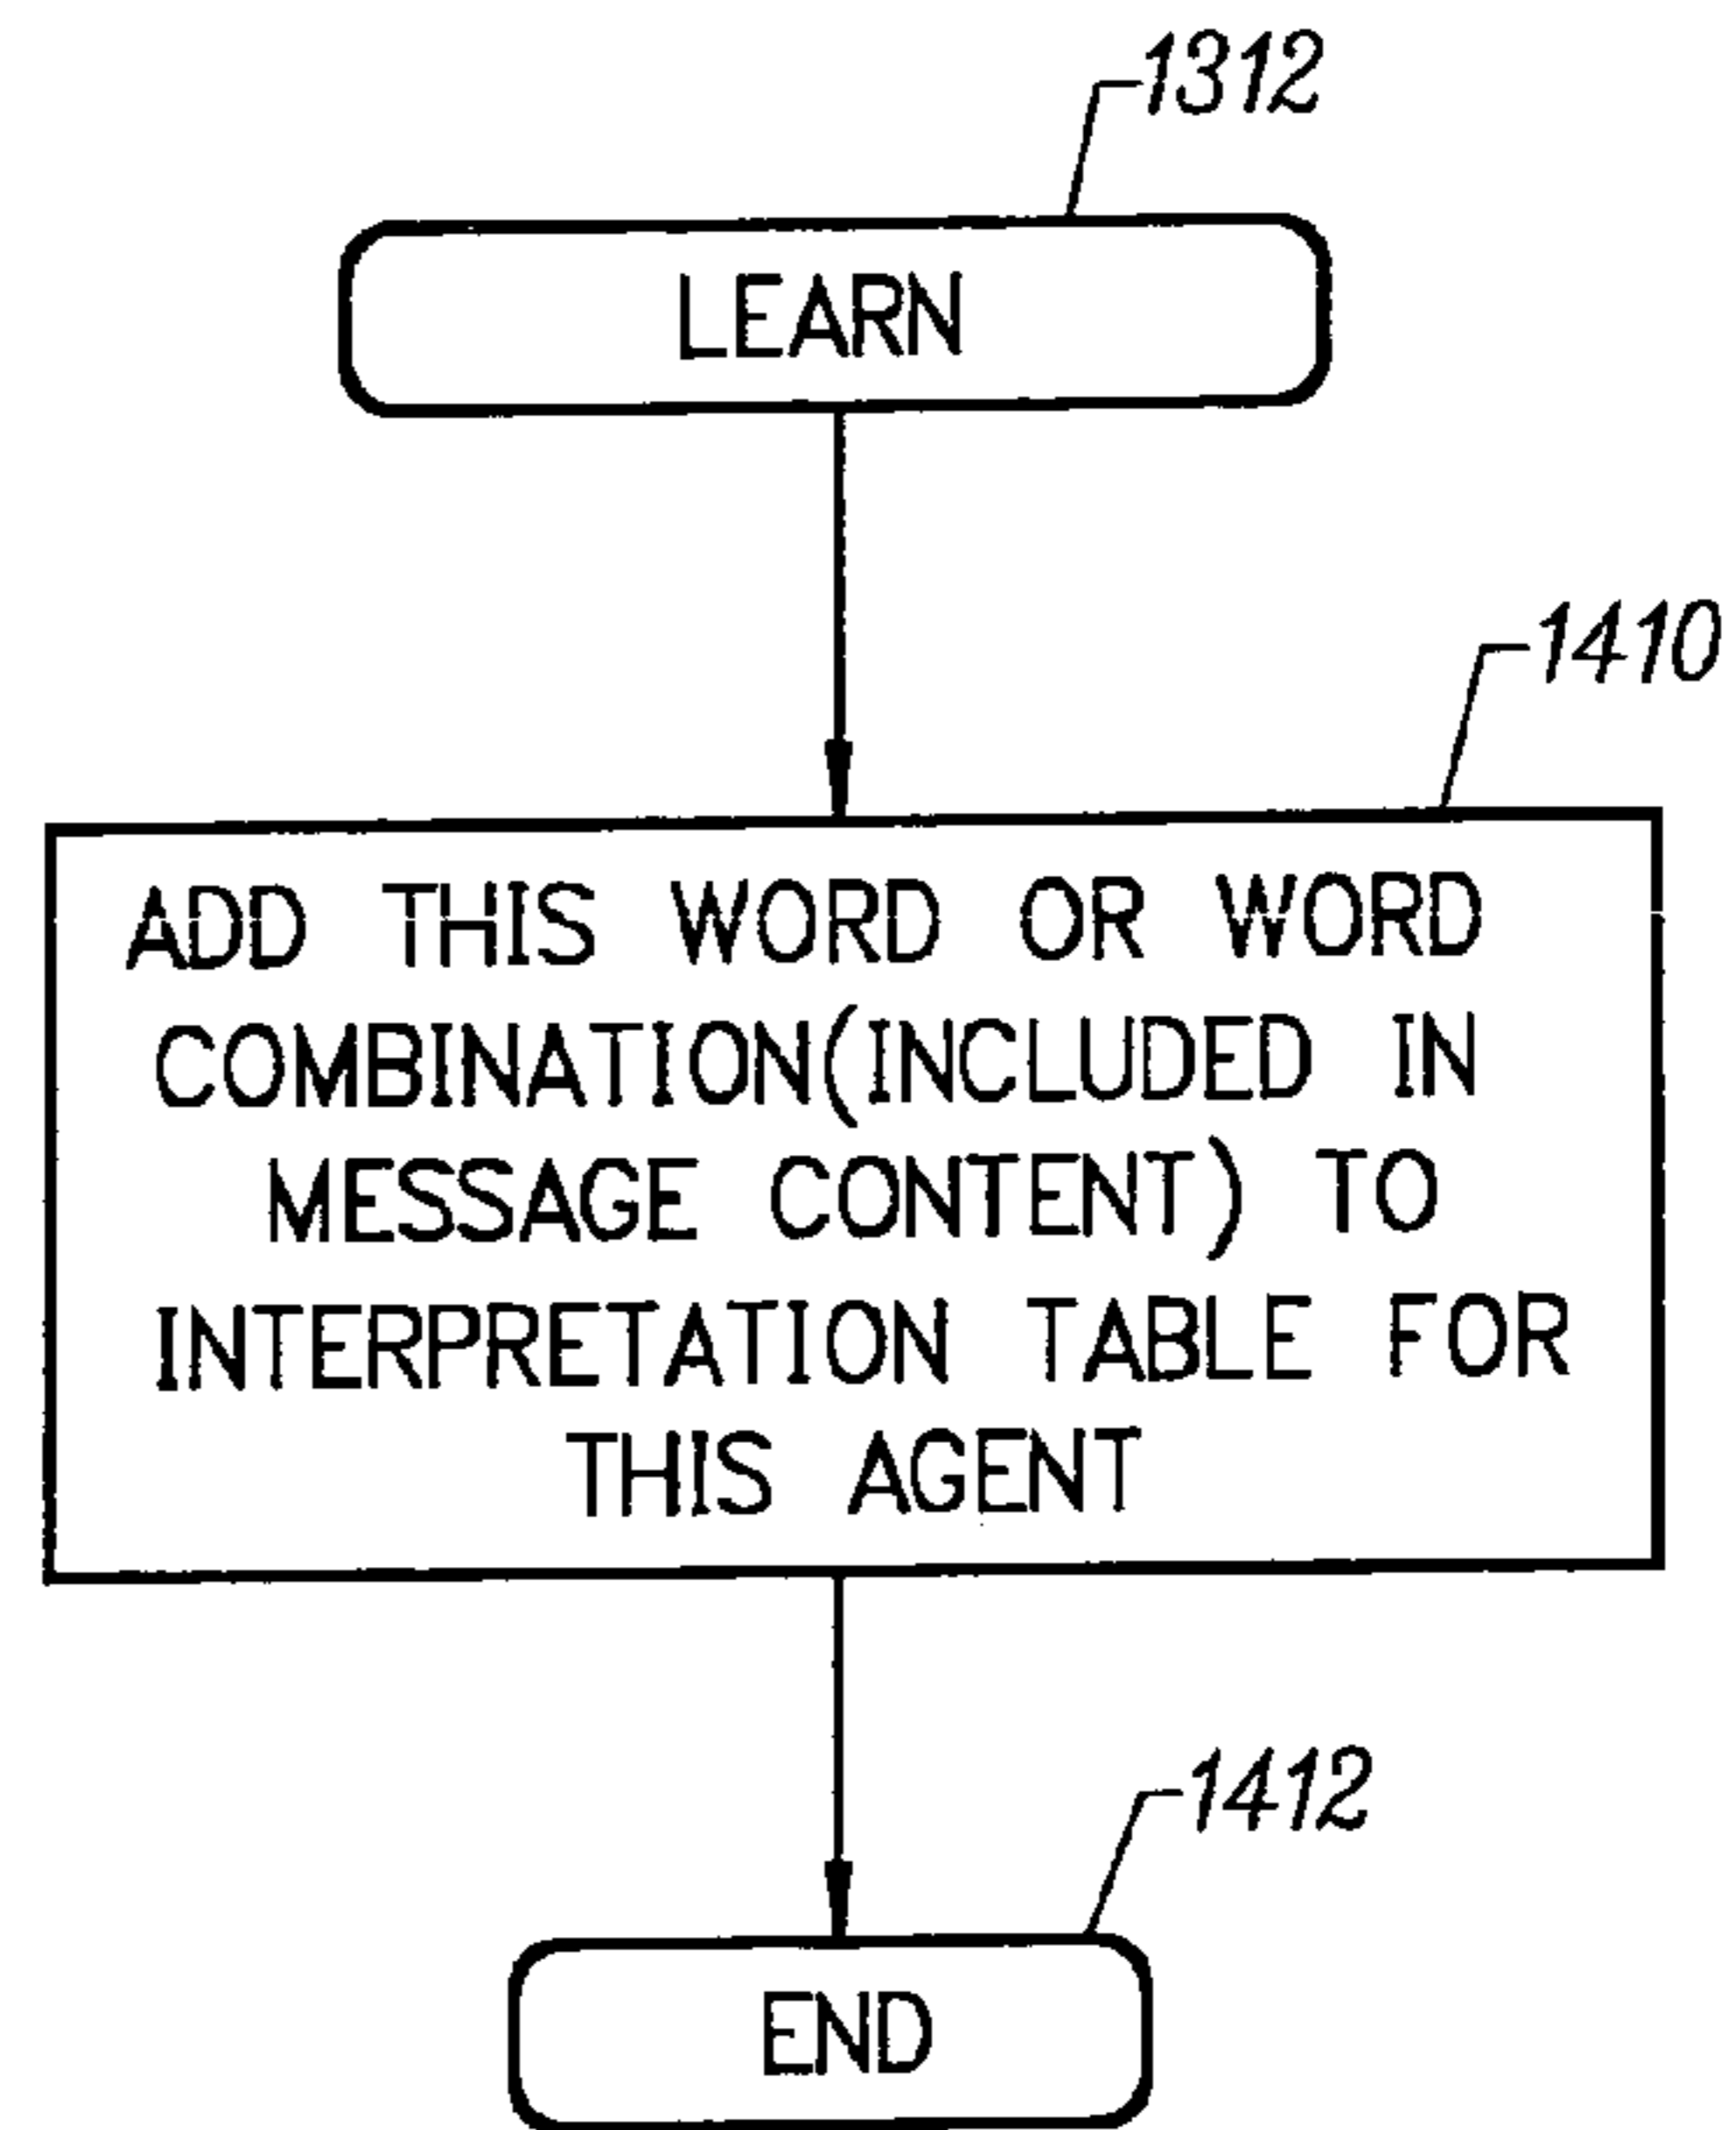 1312
LEARN
1410
ADD THIS WORD OR WORD
COMBINATION(INCLUDED IN
MESSAGE CONTENT) TO
INTERPRETATION TABLE FOR
THIS AGENT
1412
END